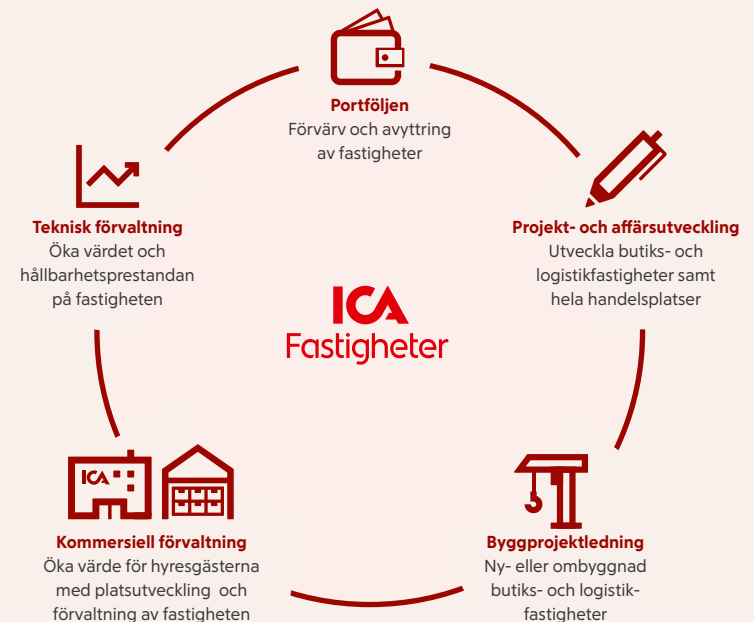 Portföljen
Förvärv och avyttring
av fastigheter
Teknisk förvaltning
Öka värdet och
hållbarhetsprestandan
på fastigheten
Projekt- och affärsutveckling
Utveckla butiks- och
logistikfastigheter samt
hela handelsplatser
ICA
Fastigheter
ICA
Kommersiell förvaltning
Öka värde för hyresgästerna
med platsutveckling och
förvaltning av fastigheten
Byggprojektledning
Ny- eller ombyggnad
butiks- och logistik-
fastigheter